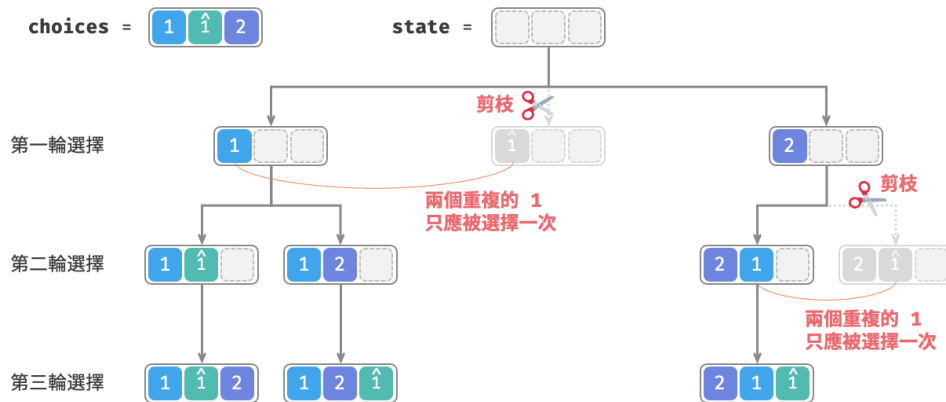 choices = 1 1̂ 2
state =
剪枝
第一輪選擇
1
1̂
2
剪枝
兩個重複的 1
只應被選擇一次
第二輪選擇
1 1̂
1 2
2 1
2 1̂
兩個重複的 1
只應被選擇一次
第三輪選擇
1 1̂ 2
1 2 1̂
2 1 1̂